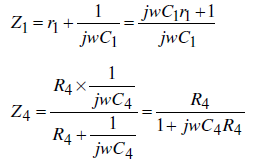 Z₁ = r₁ + 1/(jwC₁) = (jwC₁r₁ + 1)/(jwC₁)
Z₄ = (R₄ × 1/(jwC₄))/(R₄ + 1/(jwC₄)) = R₄/(1 + jwC₄R₄)